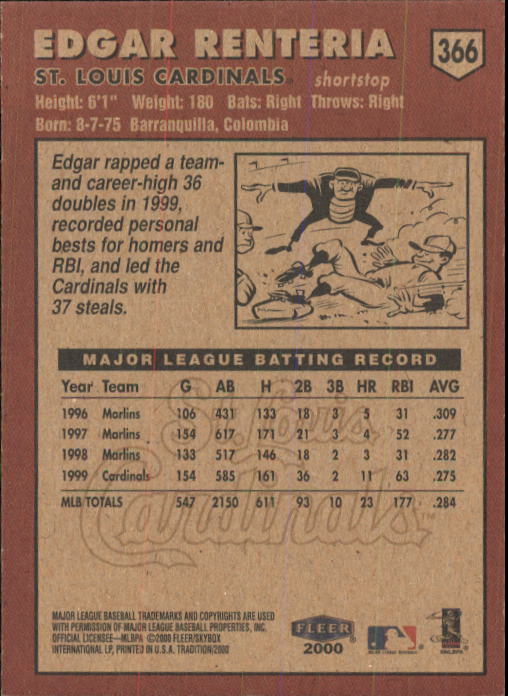 EDGAR RENTERIA
366
ST. LOUIS CARDINALS shortstop
Height: 6'1" Weight: 180 Bats: Right Throws: Right
Born: 8-7-75 Barranquilla, Colombia
Edgar rapped a team-
and career-high 36
doubles in 1999,
recorded personal
bests for homers and
RBI, and led the
Cardinals with
37 steals.
MAJOR LEAGUE BATTING RECORD
Year Team G AB H 2B 3B HR RBI AVG
1996 Marlins 106 431 133 18 3 5 31 .309
1997 Marlins 154 617 171 21 3 4 52 .277
1998 Marlins 133 517 146 18 2 3 31 .282
1999 Cardinals 154 585 161 36 2 11 63 .275
MLB TOTALS 547 2150 611 93 10 23 177 .284
St. Louis
Cardinals™
MAJOR LEAGUE BASEBALL TRADEMARKS AND COPYRIGHTS ARE USED
WITH PERMISSION OF MAJOR LEAGUE BASEBALL PROPERTIES, INC.
OFFICIAL LICENSEE—MLBPA ©2000 FLEER/SKYBOX
INTERNATIONAL LP, PRINTED IN U.S.A. TRADITION/2000
FLEER
2000